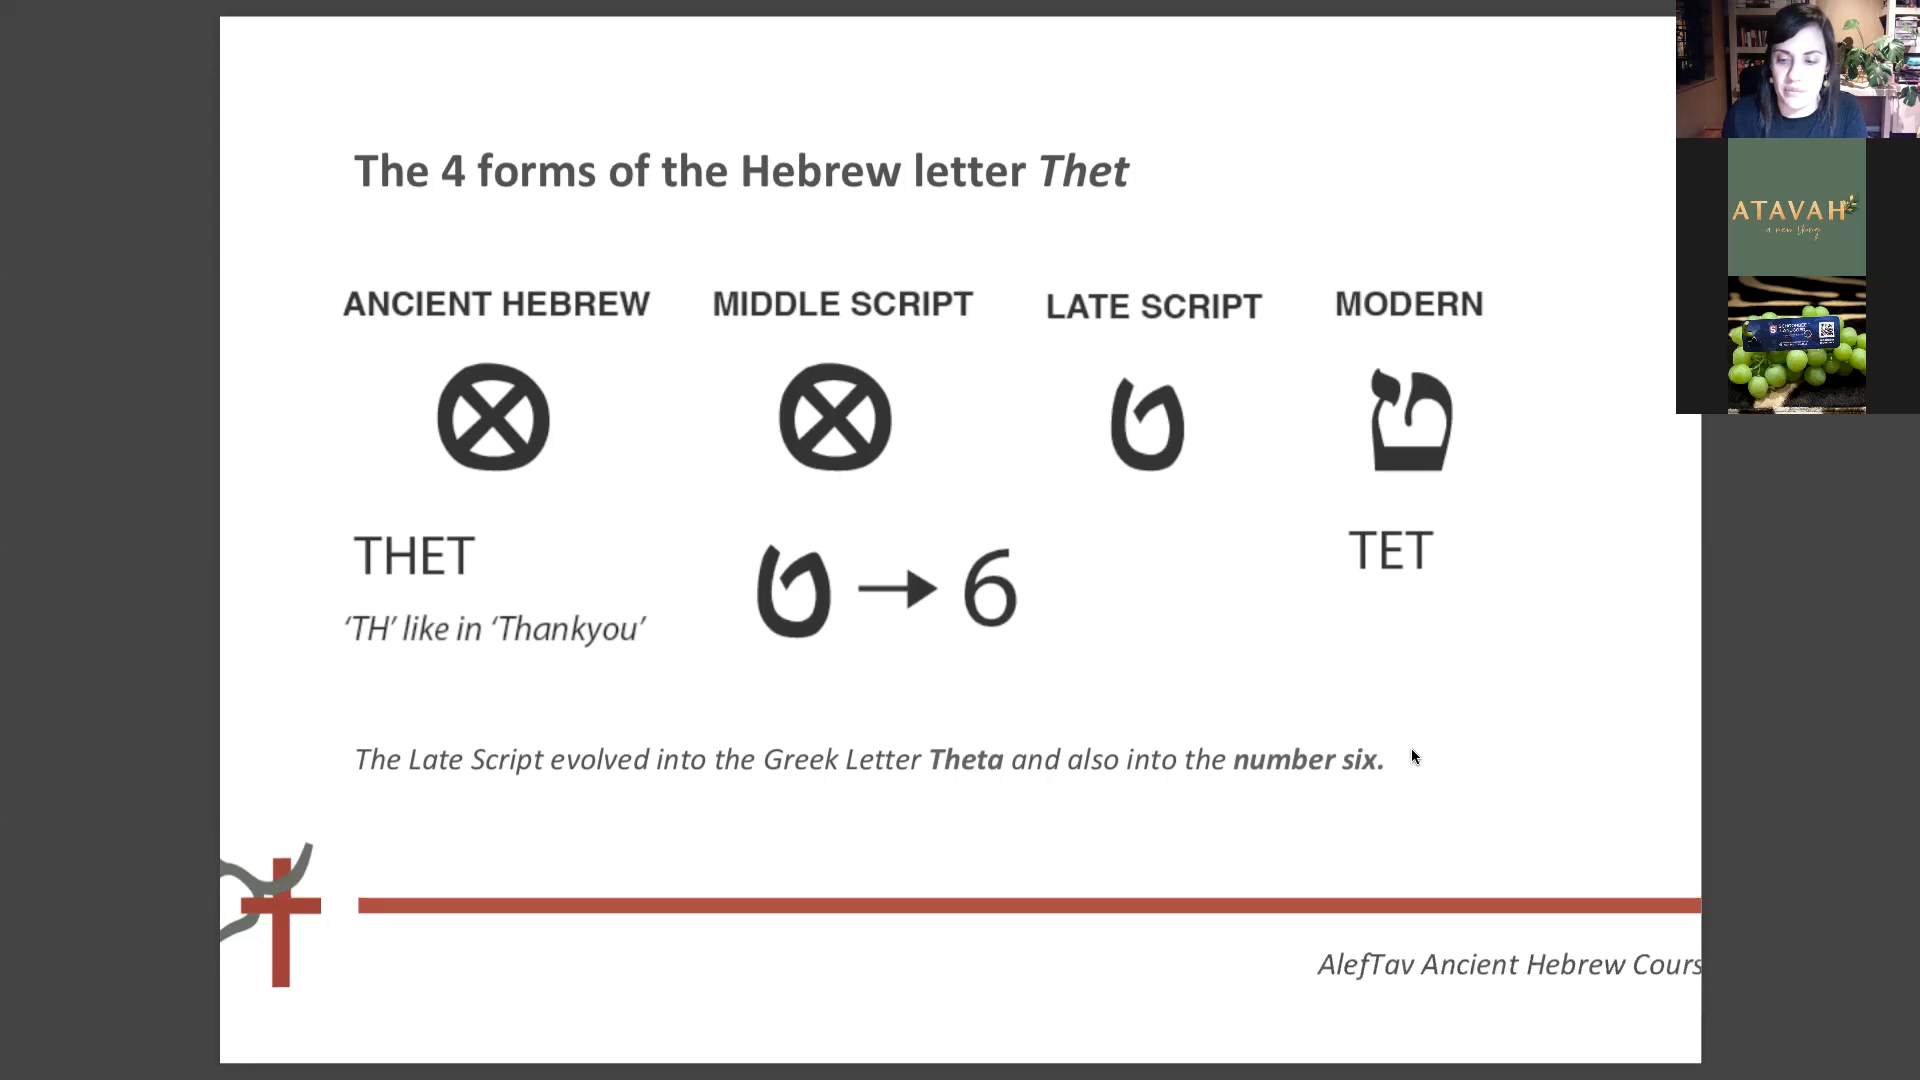 The 4 forms of the Hebrew letter Thet
ANCIENT HEBREW MIDDLE SCRIPT LATE SCRIPT MODERN
⊗ ⊗ ט ט
THET ט → 6 TET
‘TH’ like in ‘Thankyou’
The Late Script evolved into the Greek Letter Theta and also into the number six.
AlefTav Ancient Hebrew Cours
ATAVAH
a new thing